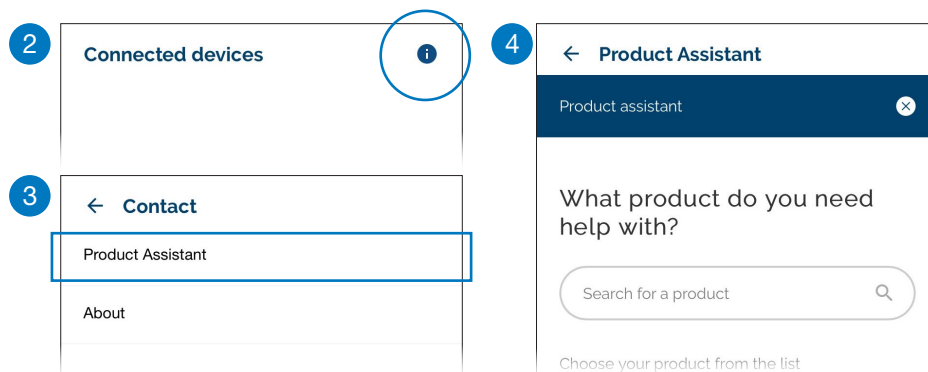 2
Connected devices
3
← Contact
Product Assistant
About
4
← Product Assistant
Product assistant
What product do you need
help with?
Search for a product
Choose your product from the list